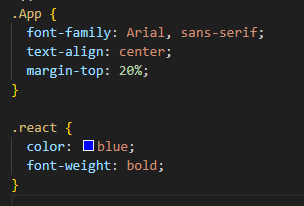 .App {
  font-family: Arial, sans-serif;
  text-align: center;
  margin-top: 20%;
}

.react {
  color: blue;
  font-weight: bold;
}